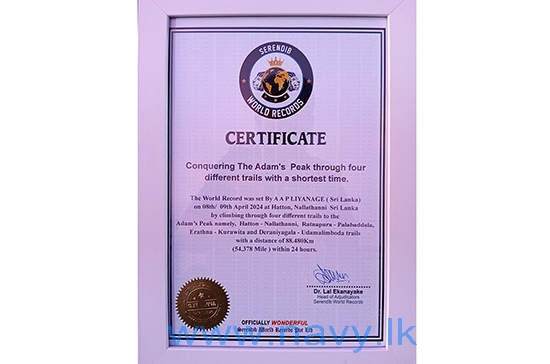 SERENDIB
WORLD RECORDS
CERTIFICATE
Conquering The Adam's Peak through four
different trails with a shortest time.
The World Record was set By A A P LIYANAGE ( Sri Lanka)
on 08th/ 09th April 2024 at Hatton, Nallathanni Sri Lanka
by climbing through four different trails to the
Adam's Peak namely, Hatton - Nallathanni, Ratnapura - Palabaddula,
Erathna - Kuruwita and Deraniyagala - Udamalimboda trails
with a distance of 88.480Km
(54.378 Mile ) within 24 hours.
Dr. Lal Ekanayake
Head of Adjudicators
Serendib World Records
OFFICIALLY WONDERFUL
Serendib World Records Pvt Ltd
www.navy.lk